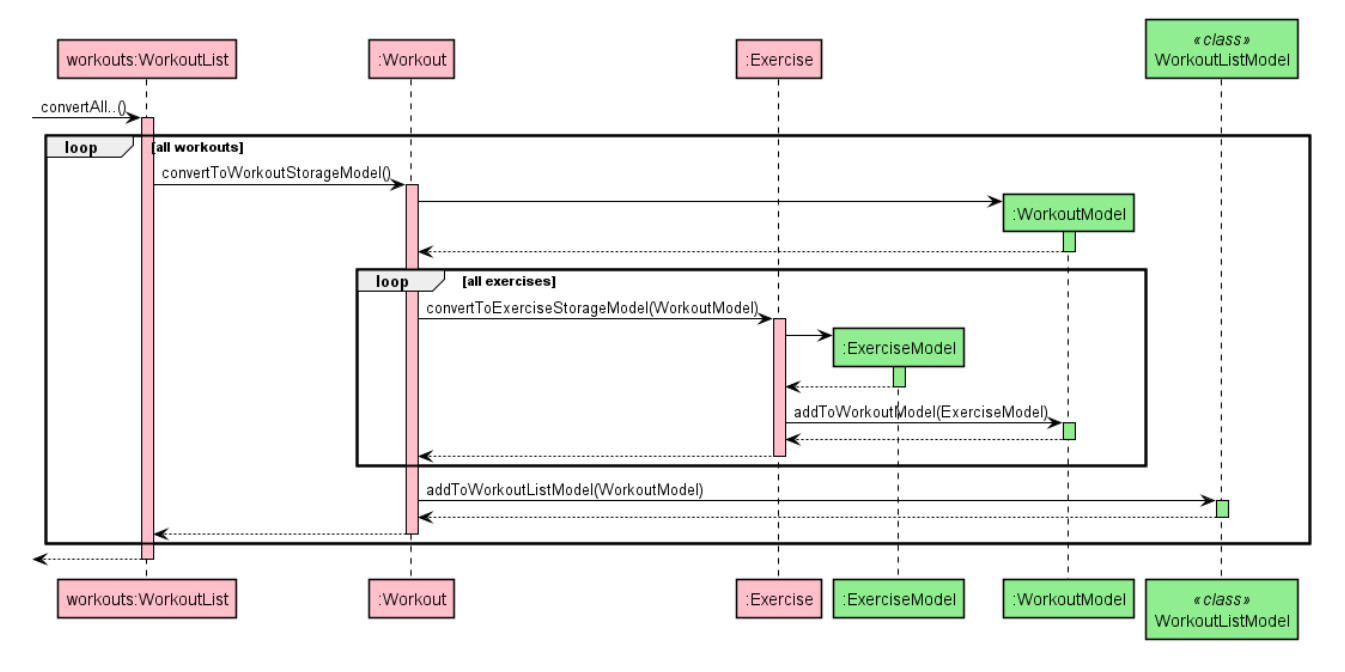 «class»
workouts:WorkoutList
:Workout
:Exercise
WorkoutListModel
convertAll..()
loop
[all workouts]
convertToWorkoutStorageModel()
:WorkoutModel
loop
[all exercises]
convertToExerciseStorageModel(WorkoutModel)
:ExerciseModel
addToWorkoutModel(ExerciseModel)
addToWorkoutListModel(WorkoutModel)
workouts:WorkoutList
:Workout
:Exercise
:ExerciseModel
:WorkoutModel
«class»
WorkoutListModel